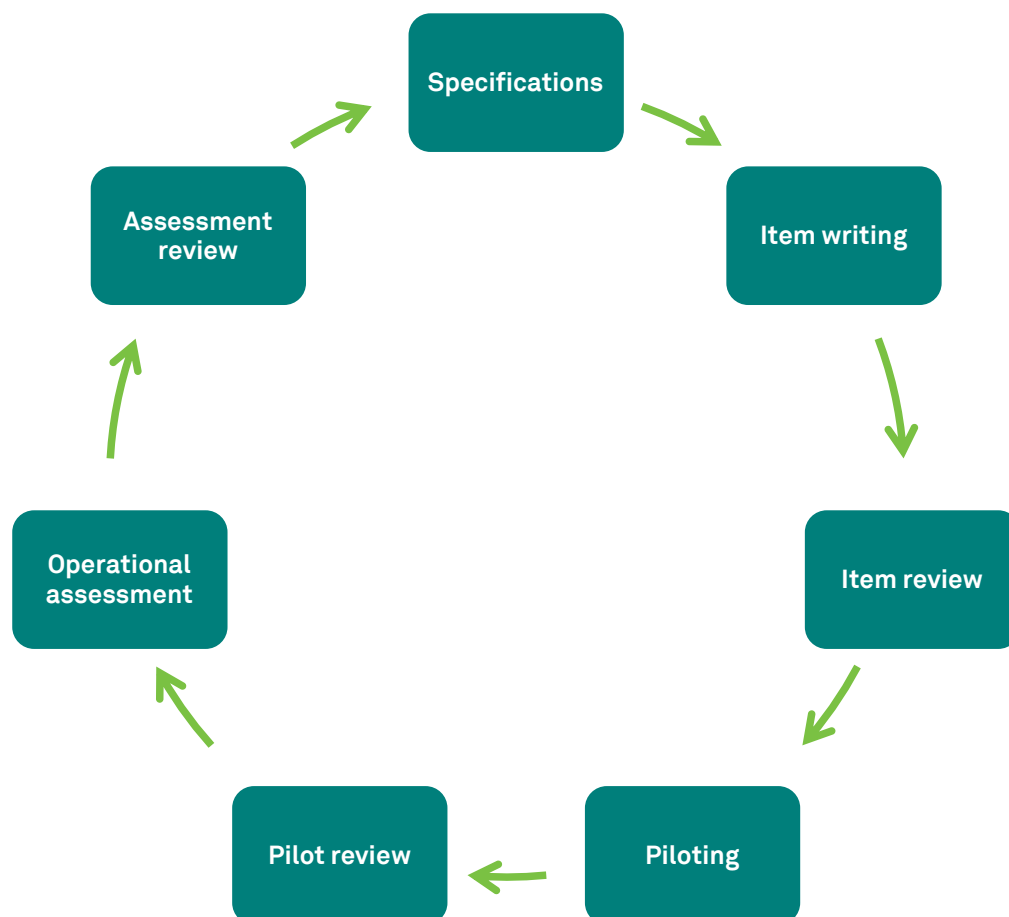 Specifications
Item writing
Item review
Piloting
Pilot review
Operational
assessment
Assessment
review